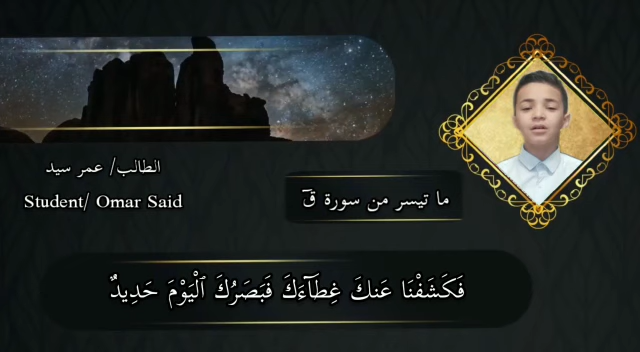 الطالب/ عمر سيد
Student/ Omar Said
ما تيسر من سورة قٓ
فَكَشَفْنَا عَنكَ غِطَآءَكَ فَبَصَرُكَ ٱلْيَوْمَ حَدِيدٌ